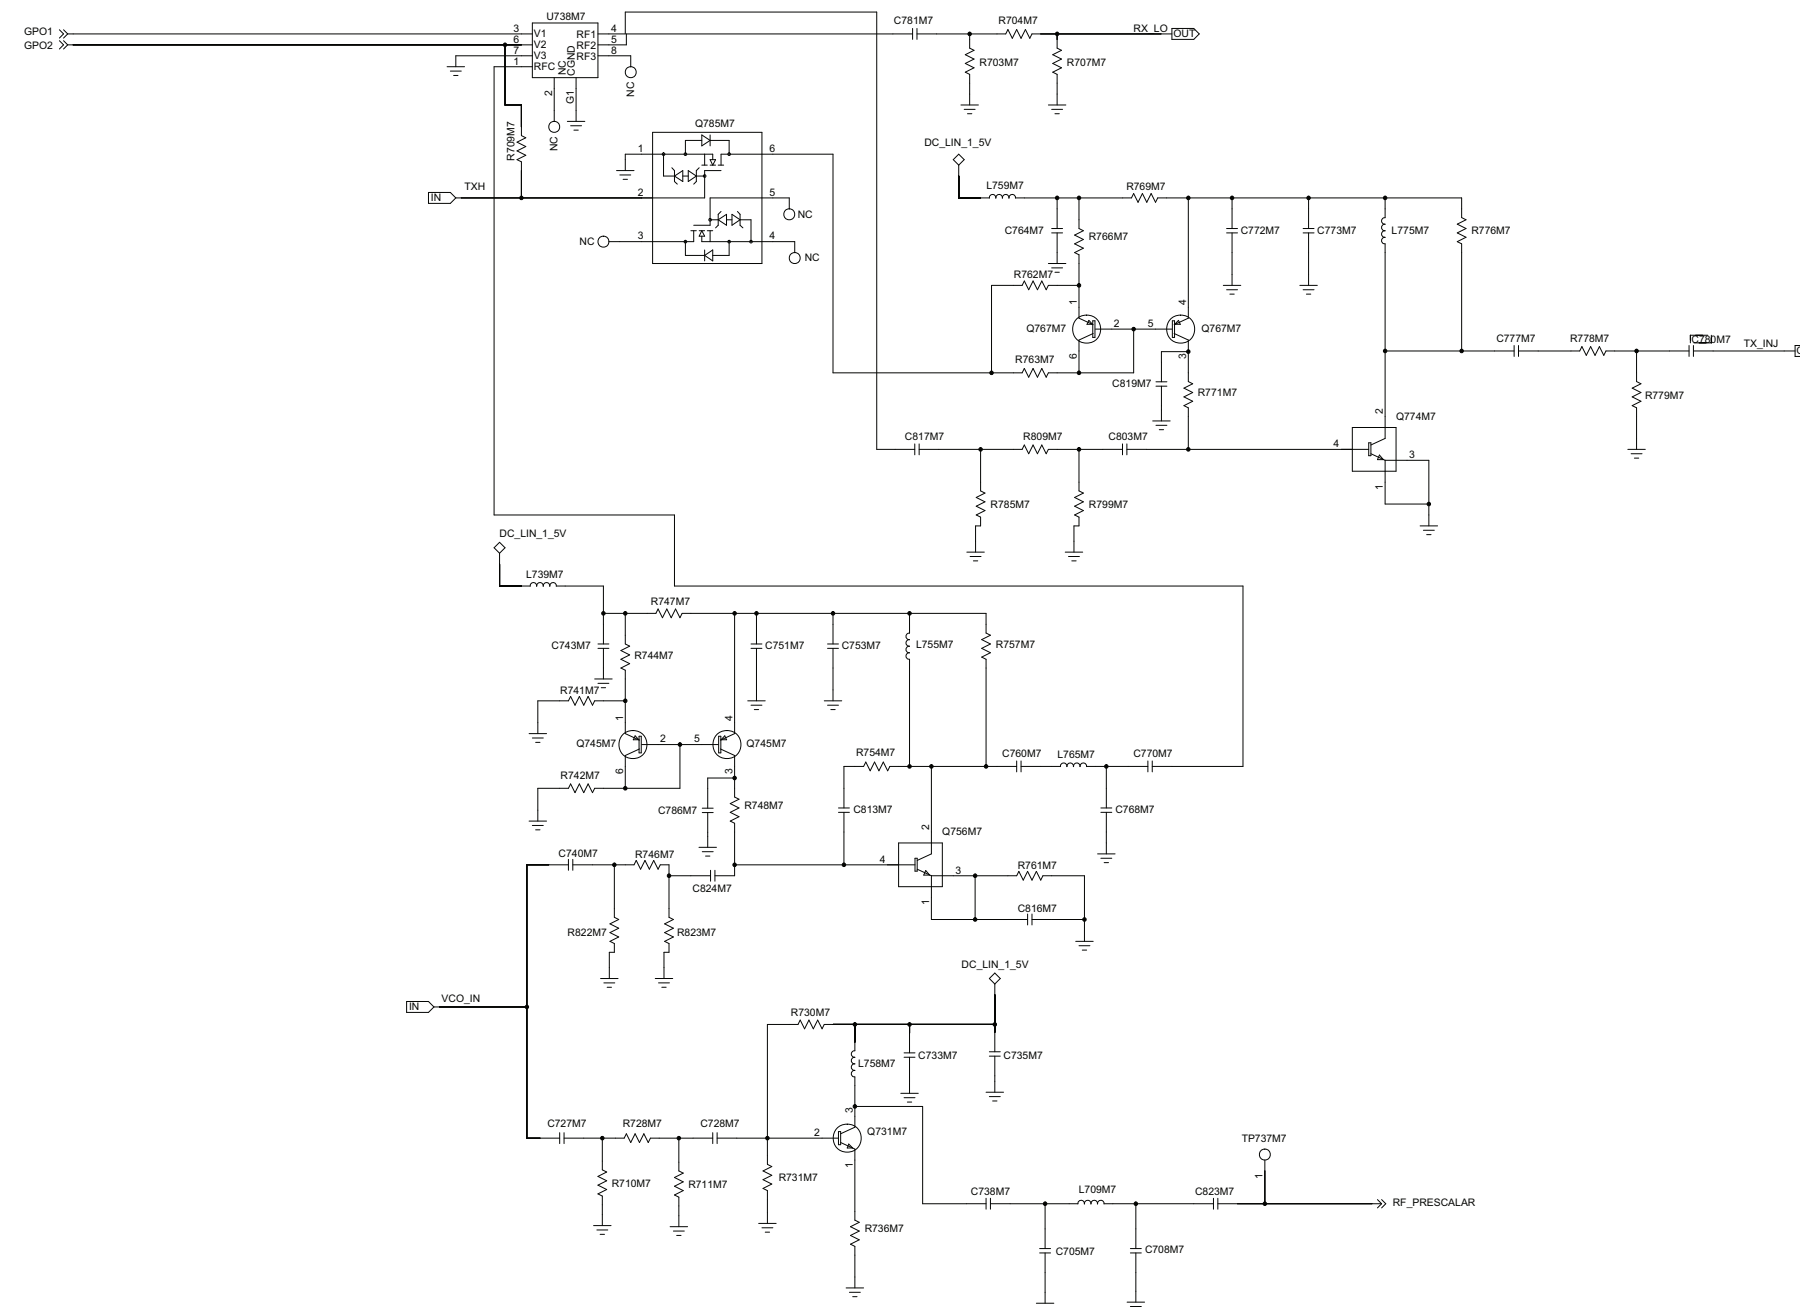 GPO1
GPO2
U738M7
3
6
7
1
V1
V2
V3
RFC
RF1
RF2
RF3
NC
CGND
4
5
8
2
G1
NC
NC
C781M7
R704M7
RX_LO
OUT
R703M7
R707M7
R709M7
IN
TXH
Q785M7
1
6
2
5
NC
NC
3
4
NC
DC_LIN_1_5V
L759M7
R769M7
C764M7
R766M7
C772M7
C773M7
L775M7
R776M7
R762M7
1
4
Q767M7
2
5
Q767M7
6
3
R763M7
C819M7
R771M7
C777M7
R778M7
C780M7
TX_INJ
R779M7
C817M7
R809M7
C803M7
2
Q774M7
4
3
1
R785M7
R799M7
DC_LIN_1_5V
L739M7
R747M7
C743M7
R744M7
C751M7
C753M7
L755M7
R757M7
R741M7
1
4
Q745M7
2
5
Q745M7
6
3
R742M7
C786M7
R748M7
R754M7
C760M7
L765M7
C770M7
C813M7
C768M7
2
Q756M7
C740M7
R746M7
C824M7
4
3
1
R761M7
C816M7
R822M7
R823M7
IN
VCO_IN
DC_LIN_1_5V
R730M7
L758M7
C733M7
C735M7
C727M7
R728M7
C728M7
3
2
Q731M7
1
R710M7
R711M7
R731M7
R736M7
TP737M7
1
C738M7
L709M7
C823M7
RF_PRESCALAR
C705M7
C708M7